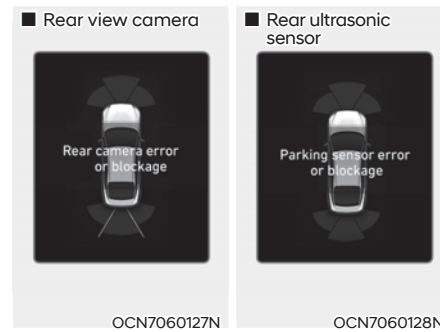 ■ Rear view camera
Rear camera error
or blockage
OCN7060127N
■ Rear ultrasonic
sensor
Parking sensor error
or blockage
OCN7060128N